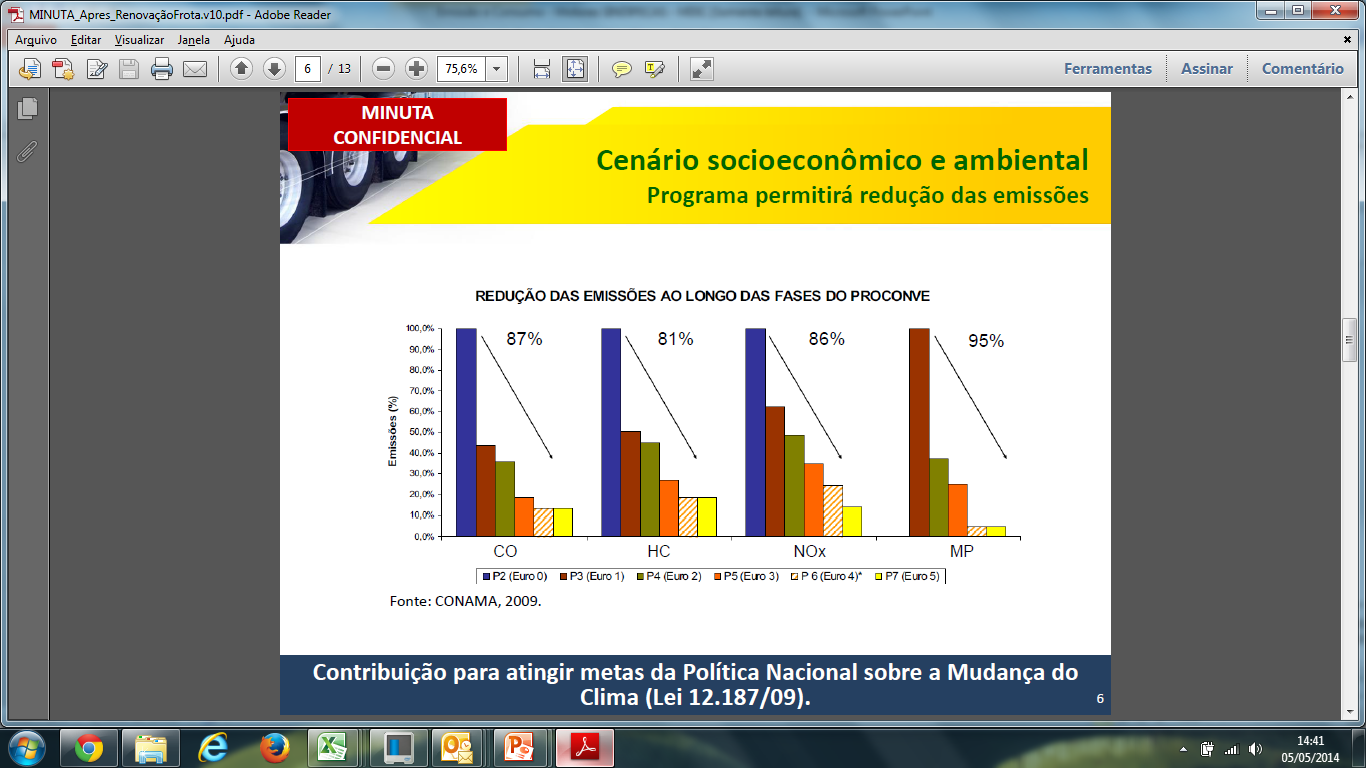 MINUTA_Apres_RenovaçãoFrota.v10.pdf - Adobe Reader
Arquivo Editar Visualizar Janela Ajuda
6 / 13 75,6% Ferramentas Assinar Comentário
MINUTA
CONFIDENCIAL
Cenário socioeconômico e ambiental
Programa permitirá redução das emissões
REDUÇÃO DAS EMISSÕES AO LONGO DAS FASES DO PROCONVE
Emissões (%)
100,0%
90,0%
80,0%
70,0%
60,0%
50,0%
40,0%
30,0%
20,0%
10,0%
0,0%
87% 81% 86% 95%
CO HC NOx MP
P2 (Euro 0) P3 (Euro 1) P4 (Euro 2) P5 (Euro 3) P 6 (Euro 4)* P7 (Euro 5)
Fonte: CONAMA, 2009.
Contribuição para atingir metas da Política Nacional sobre a Mudança do
Clima (Lei 12.187/09).
6
14:41
05/05/2014